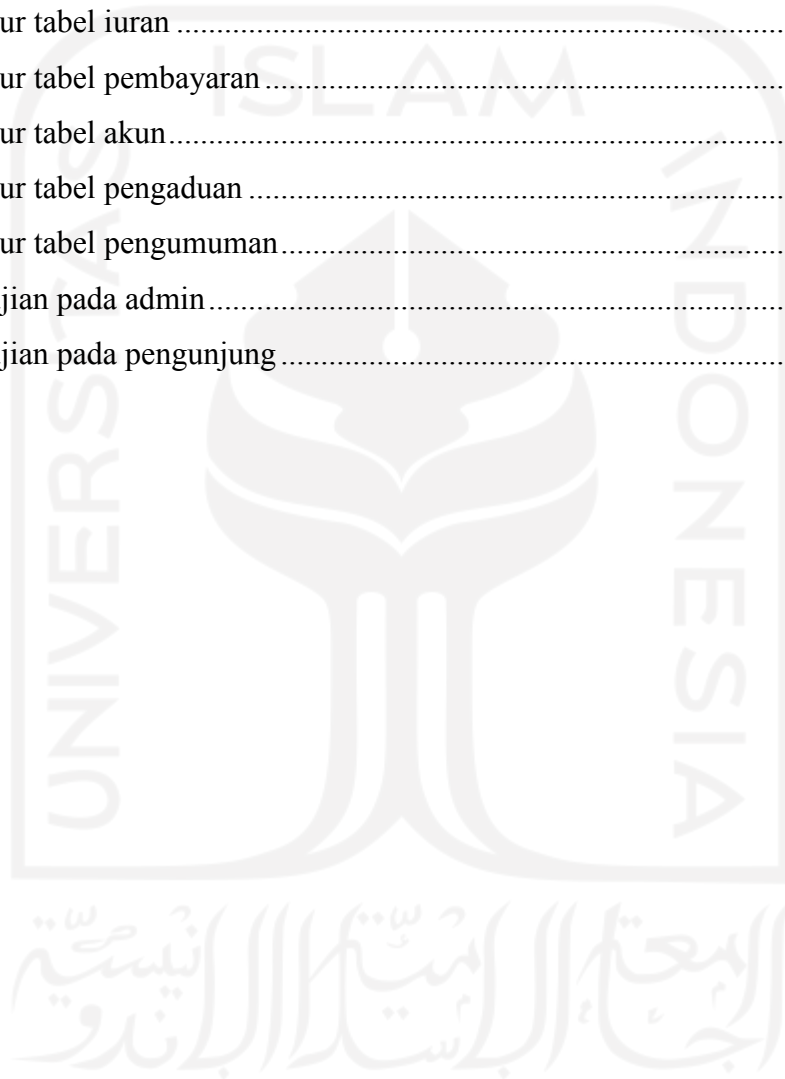 ur tabel iuran ........................................................................................
ur tabel pembayaran ...........................................................................
ur tabel akun.........................................................................................
ur tabel pengaduan ..............................................................................
ur tabel pengumuman..........................................................................
jian pada admin ....................................................................................
jian pada pengunjung ..........................................................................
ISLAM
UNIVERSITAS
INDONESIA